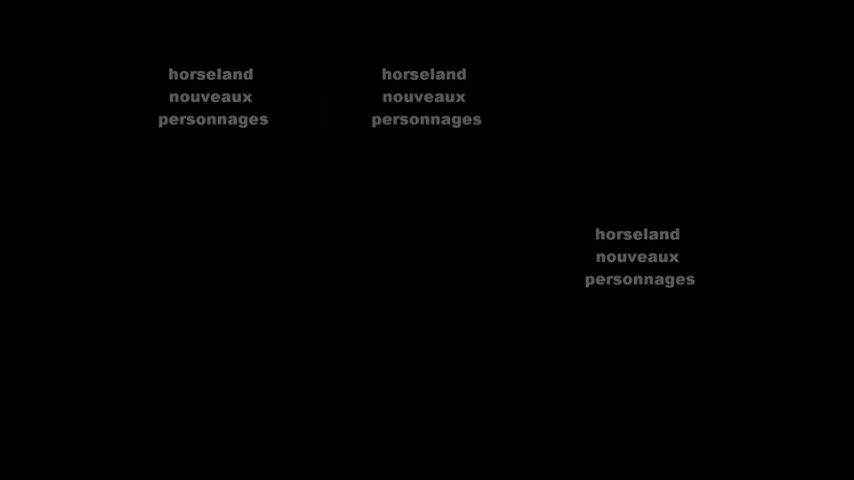 horseland
nouveaux
personnages
horseland
nouveaux
personnages
horseland
nouveaux
personnages